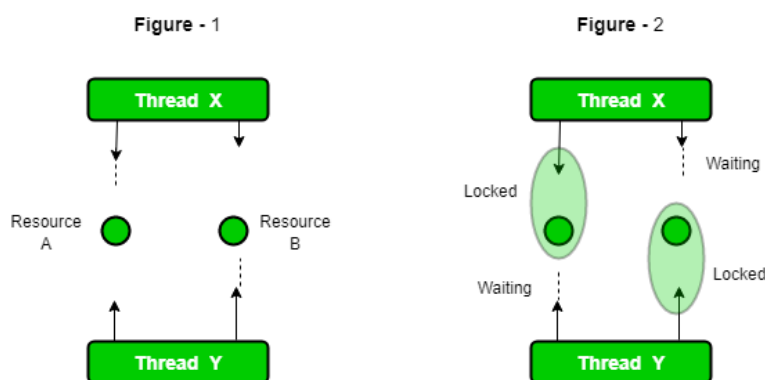 Figure - 1
Figure - 2
Thread X
Thread X
Waiting
Locked
Resource
A
Resource
B
Locked
Waiting
Thread Y
Thread Y